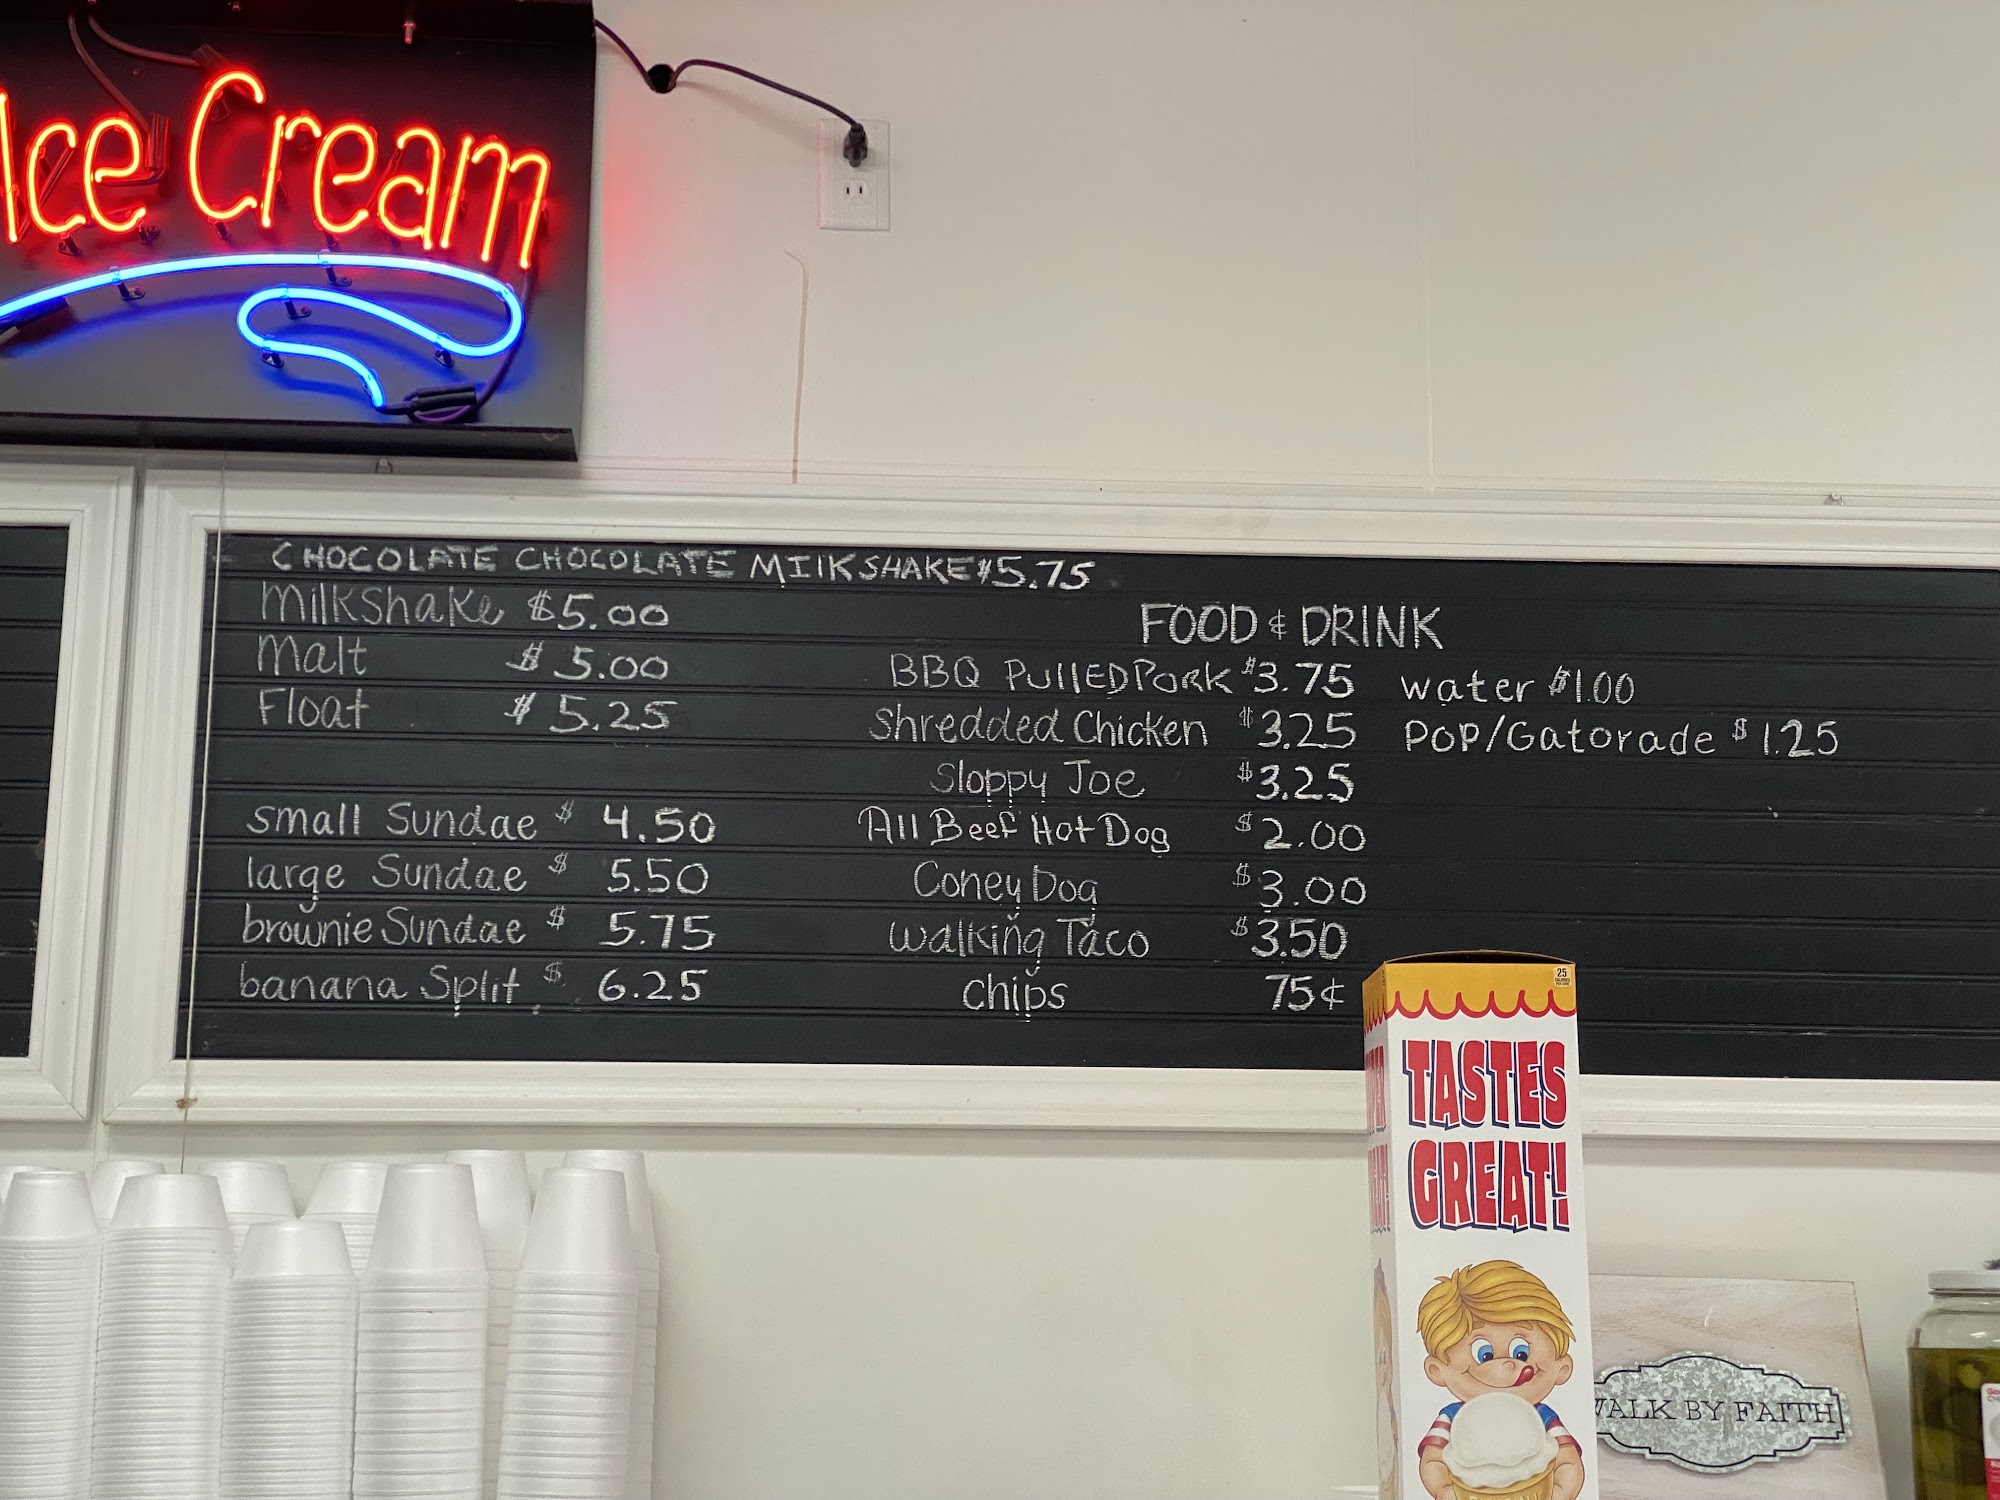 Ice Cream
CHOCOLATE CHOCOLATE MIlKSHAKE $5.75
MilkShake $5.00
Malt $5.00
Float $5.25
small Sundae $4.50
large Sundae $5.50
brownie Sundae $5.75
banana Split $6.25
FOOD & DRINK
BBQ PullED PorK $3.75
Shredded Chicken $3.25
Sloppy Joe $3.25
All Beef Hot Dog $2.00
Coney Dog $3.00
Walking Taco $3.50
Chips 75¢
water $1.00
POP/Gatorade $1.25
25
TASTES
GREAT!
WALK BY FAITH